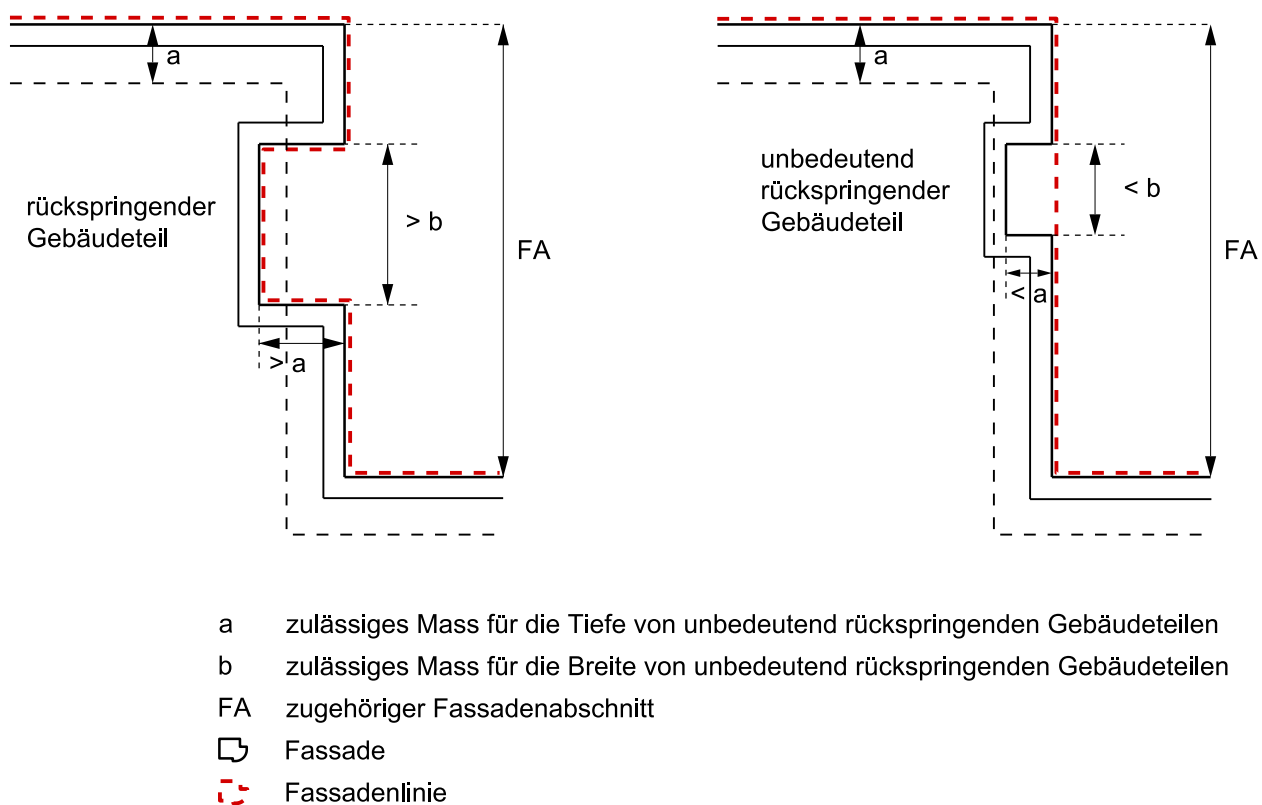 a
rückspringender
Gebäudeteil
> b
FA
> a
a
unbedeutend
rückspringender
Gebäudeteil
< b
FA
< a
a zulässiges Mass für die Tiefe von unbedeutend rückspringenden Gebäudeteilen
b zulässiges Mass für die Breite von unbedeutend rückspringenden Gebäudeteilen
FA zugehöriger Fassadenabschnitt
Fassade
Fassadenlinie